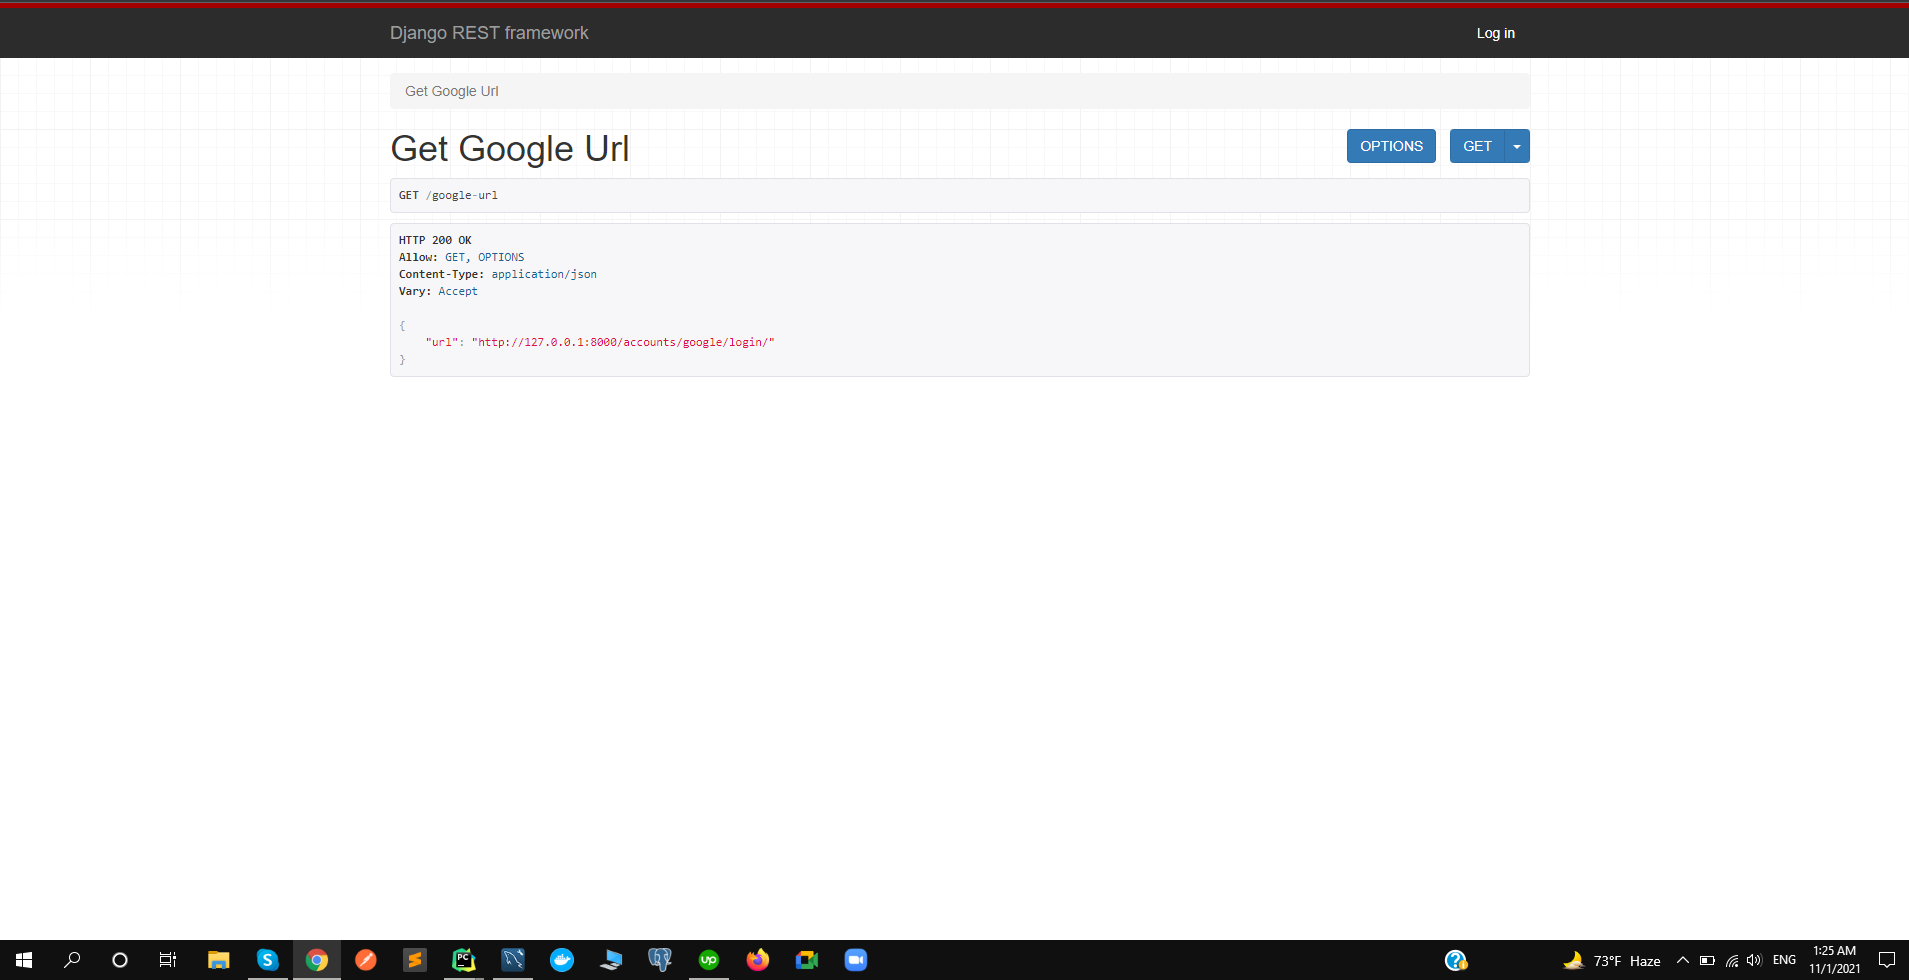 Django REST framework
Log in
Get Google Url
Get Google Url
OPTIONS
GET
GET /google-url
HTTP 200 OK
Allow: GET, OPTIONS
Content-Type: application/json
Vary: Accept
{
    "url": "http://127.0.0.1:8000/accounts/google/login/"
}
S
PC
up
73°F Haze
ENG
1:25 AM
11/1/2021